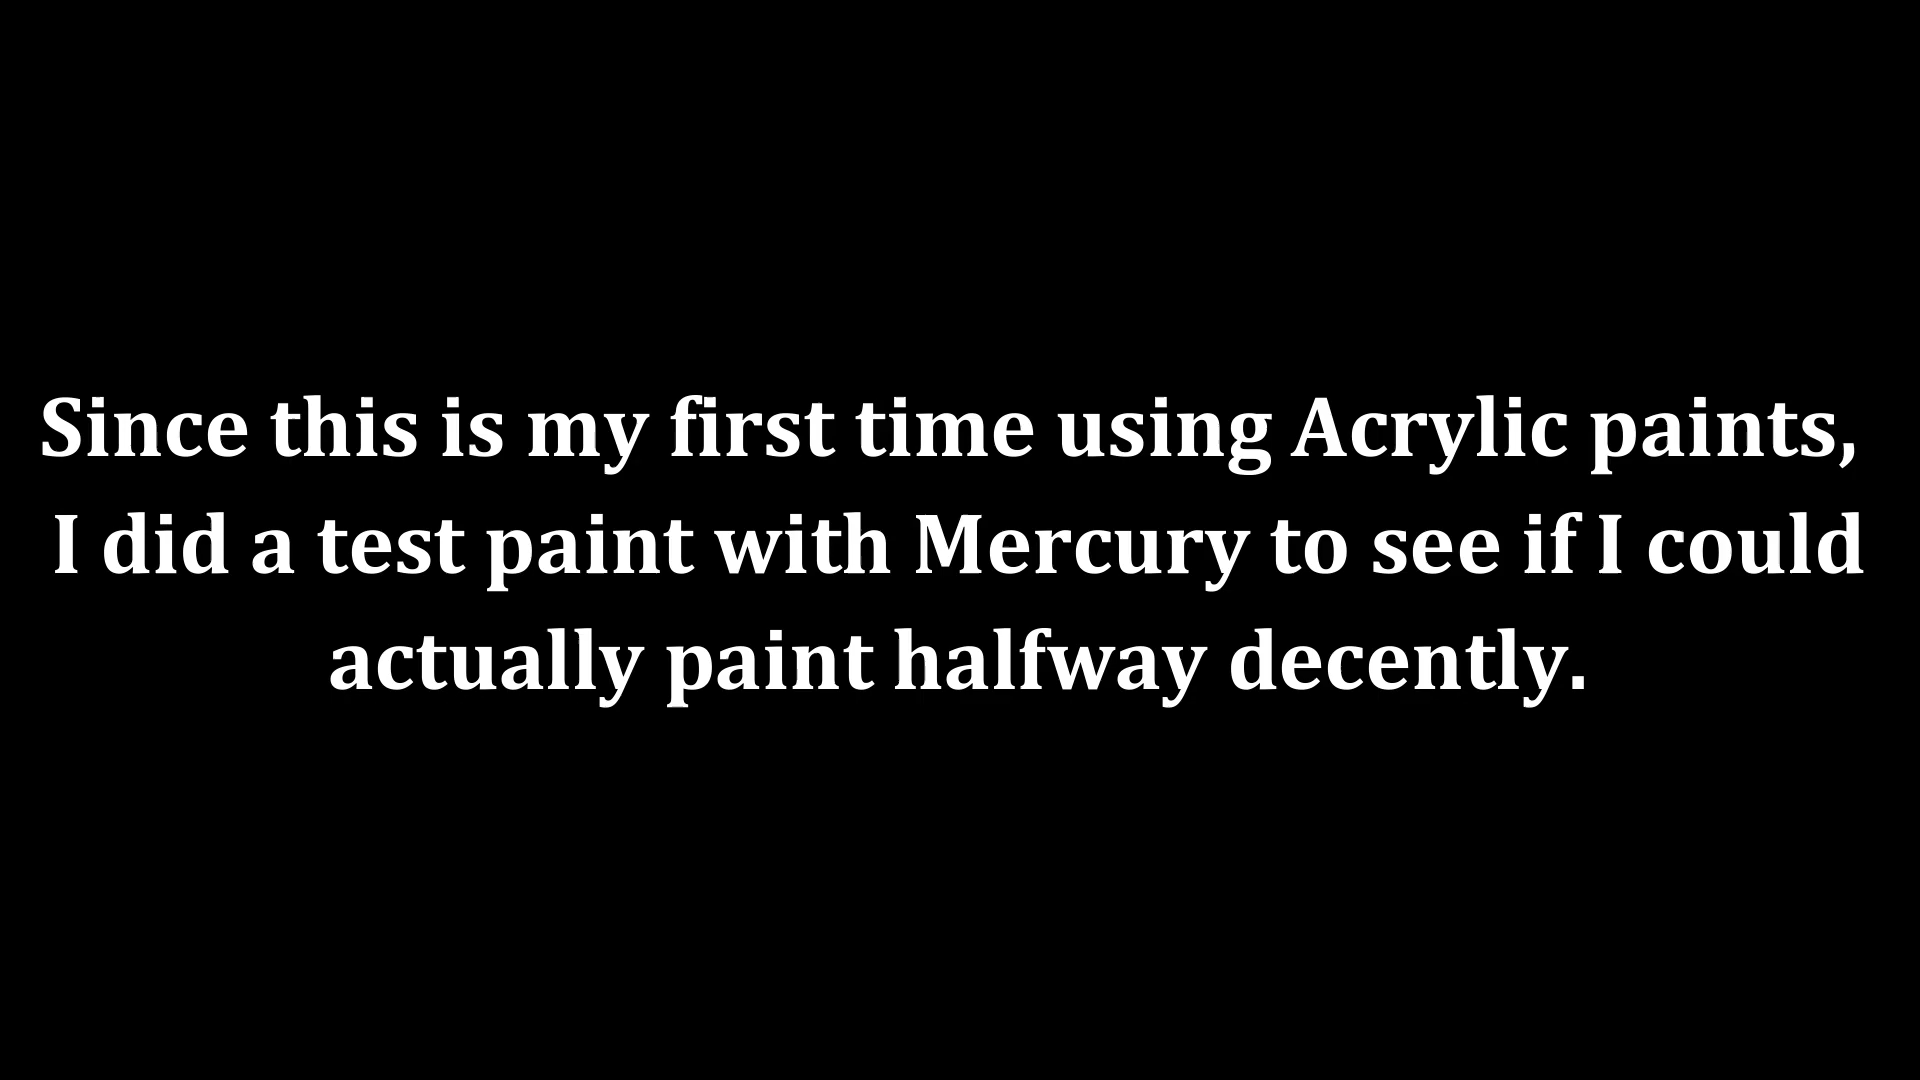 Since this is my first time using Acrylic paints,
I did a test paint with Mercury to see if I could
actually paint halfway decently.